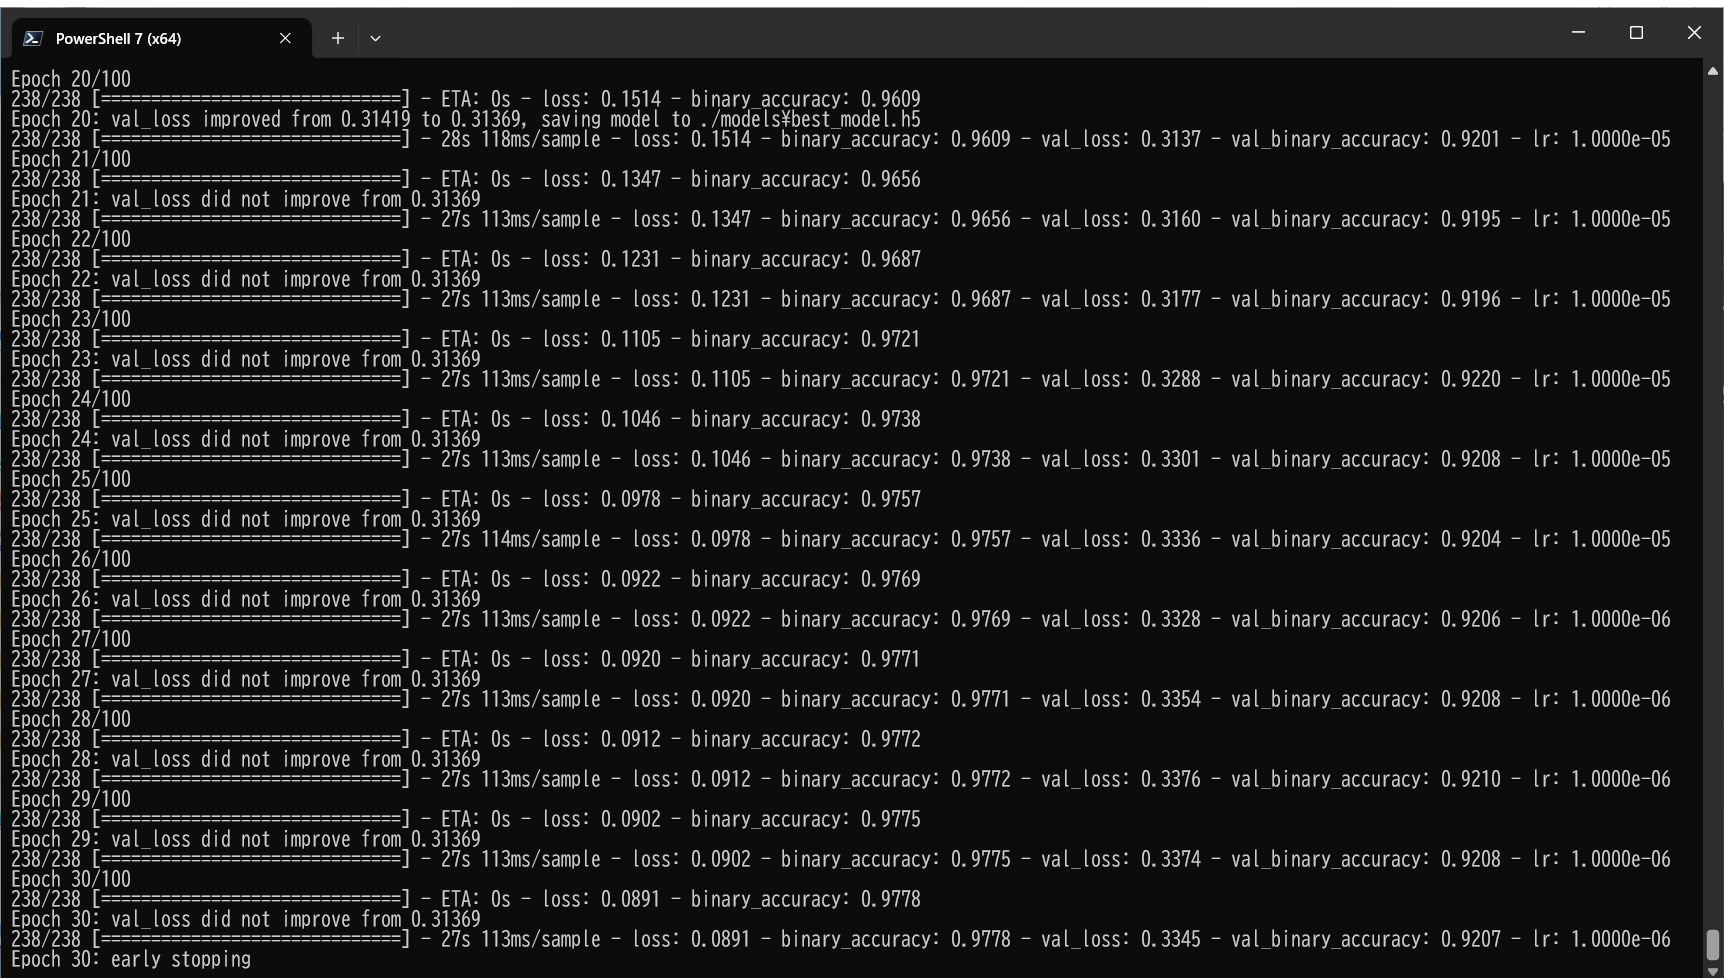 PowerShell 7 (x64)
Epoch 20/100
238/238 [==============================] - ETA: 0s - loss: 0.1514 - binary_accuracy: 0.9609
Epoch 20: val_loss improved from 0.31419 to 0.31369, saving model to ./models¥best_model.h5
238/238 [==============================] - 28s 118ms/sample - loss: 0.1514 - binary_accuracy: 0.9609 - val_loss: 0.3137 - val_binary_accuracy: 0.9201 - lr: 1.0000e-05
Epoch 21/100
238/238 [==============================] - ETA: 0s - loss: 0.1347 - binary_accuracy: 0.9656
Epoch 21: val_loss did not improve from 0.31369
238/238 [==============================] - 27s 113ms/sample - loss: 0.1347 - binary_accuracy: 0.9656 - val_loss: 0.3160 - val_binary_accuracy: 0.9195 - lr: 1.0000e-05
Epoch 22/100
238/238 [==============================] - ETA: 0s - loss: 0.1231 - binary_accuracy: 0.9687
Epoch 22: val_loss did not improve from 0.31369
238/238 [==============================] - 27s 113ms/sample - loss: 0.1231 - binary_accuracy: 0.9687 - val_loss: 0.3177 - val_binary_accuracy: 0.9196 - lr: 1.0000e-05
Epoch 23/100
238/238 [==============================] - ETA: 0s - loss: 0.1105 - binary_accuracy: 0.9721
Epoch 23: val_loss did not improve from 0.31369
238/238 [==============================] - 27s 113ms/sample - loss: 0.1105 - binary_accuracy: 0.9721 - val_loss: 0.3288 - val_binary_accuracy: 0.9220 - lr: 1.0000e-05
Epoch 24/100
238/238 [==============================] - ETA: 0s - loss: 0.1046 - binary_accuracy: 0.9738
Epoch 24: val_loss did not improve from 0.31369
238/238 [==============================] - 27s 113ms/sample - loss: 0.1046 - binary_accuracy: 0.9738 - val_loss: 0.3301 - val_binary_accuracy: 0.9208 - lr: 1.0000e-05
Epoch 25/100
238/238 [==============================] - ETA: 0s - loss: 0.0978 - binary_accuracy: 0.9757
Epoch 25: val_loss did not improve from 0.31369
238/238 [==============================] - 27s 114ms/sample - loss: 0.0978 - binary_accuracy: 0.9757 - val_loss: 0.3336 - val_binary_accuracy: 0.9204 - lr: 1.0000e-05
Epoch 26/100
238/238 [==============================] - ETA: 0s - loss: 0.0922 - binary_accuracy: 0.9769
Epoch 26: val_loss did not improve from 0.31369
238/238 [==============================] - 27s 113ms/sample - loss: 0.0922 - binary_accuracy: 0.9769 - val_loss: 0.3328 - val_binary_accuracy: 0.9206 - lr: 1.0000e-06
Epoch 27/100
238/238 [==============================] - ETA: 0s - loss: 0.0920 - binary_accuracy: 0.9771
Epoch 27: val_loss did not improve from 0.31369
238/238 [==============================] - 27s 113ms/sample - loss: 0.0920 - binary_accuracy: 0.9771 - val_loss: 0.3354 - val_binary_accuracy: 0.9208 - lr: 1.0000e-06
Epoch 28/100
238/238 [==============================] - ETA: 0s - loss: 0.0912 - binary_accuracy: 0.9772
Epoch 28: val_loss did not improve from 0.31369
238/238 [==============================] - 27s 113ms/sample - loss: 0.0912 - binary_accuracy: 0.9772 - val_loss: 0.3376 - val_binary_accuracy: 0.9210 - lr: 1.0000e-06
Epoch 29/100
238/238 [==============================] - ETA: 0s - loss: 0.0902 - binary_accuracy: 0.9775
Epoch 29: val_loss did not improve from 0.31369
238/238 [==============================] - 27s 113ms/sample - loss: 0.0902 - binary_accuracy: 0.9775 - val_loss: 0.3374 - val_binary_accuracy: 0.9208 - lr: 1.0000e-06
Epoch 30/100
238/238 [==============================] - ETA: 0s - loss: 0.0891 - binary_accuracy: 0.9778
Epoch 30: val_loss did not improve from 0.31369
238/238 [==============================] - 27s 113ms/sample - loss: 0.0891 - binary_accuracy: 0.9778 - val_loss: 0.3345 - val_binary_accuracy: 0.9207 - lr: 1.0000e-06
Epoch 30: early stopping